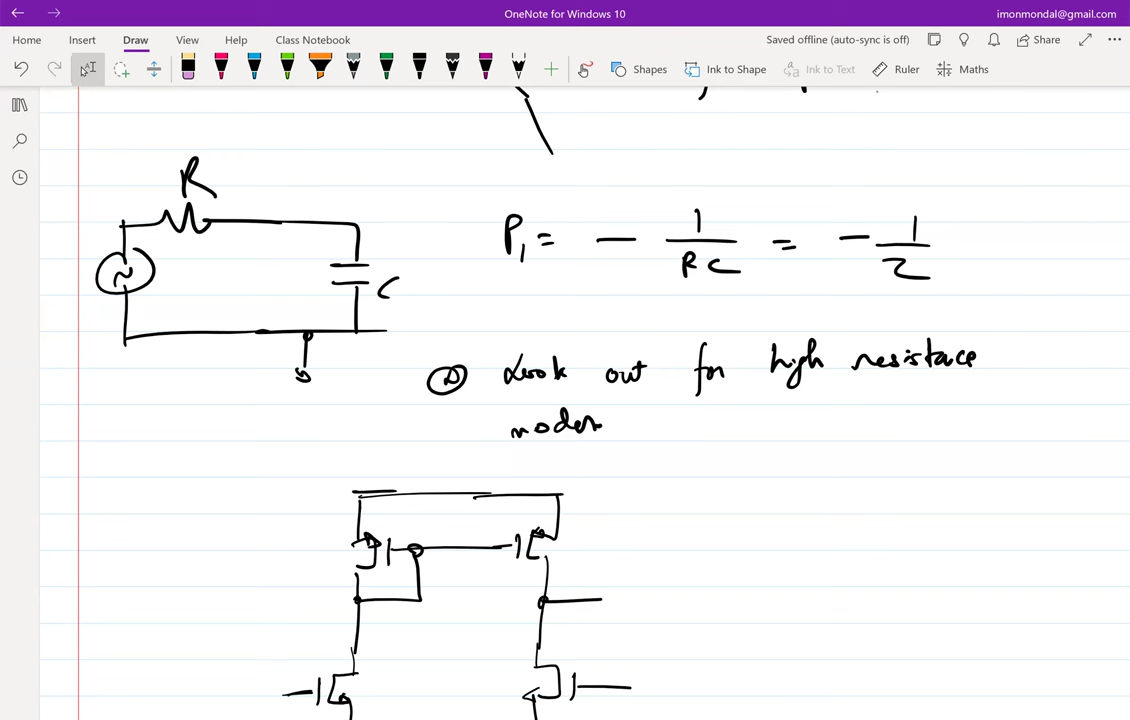 OneNote for Windows 10
imonmondal@gmail.com
Home Insert Draw View Help Class Notebook
Saved offline (auto-sync is off) Share
Shapes Ink to Shape Ink to Text Ruler Maths
R
P1 = - 1/RC = - 1/τ
C
Look out for high resistace
nodes